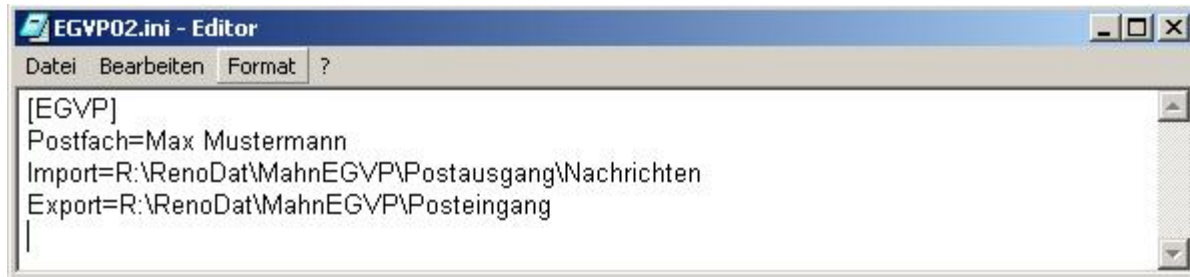 EGVP02.ini - Editor
Datei Bearbeiten Format ?
[EGVP]
Postfach=Max Mustermann
Import=R:\RenoDat\MahnEGVP\Postausgang\Nachrichten
Export=R:\RenoDat\MahnEGVP\Posteingang